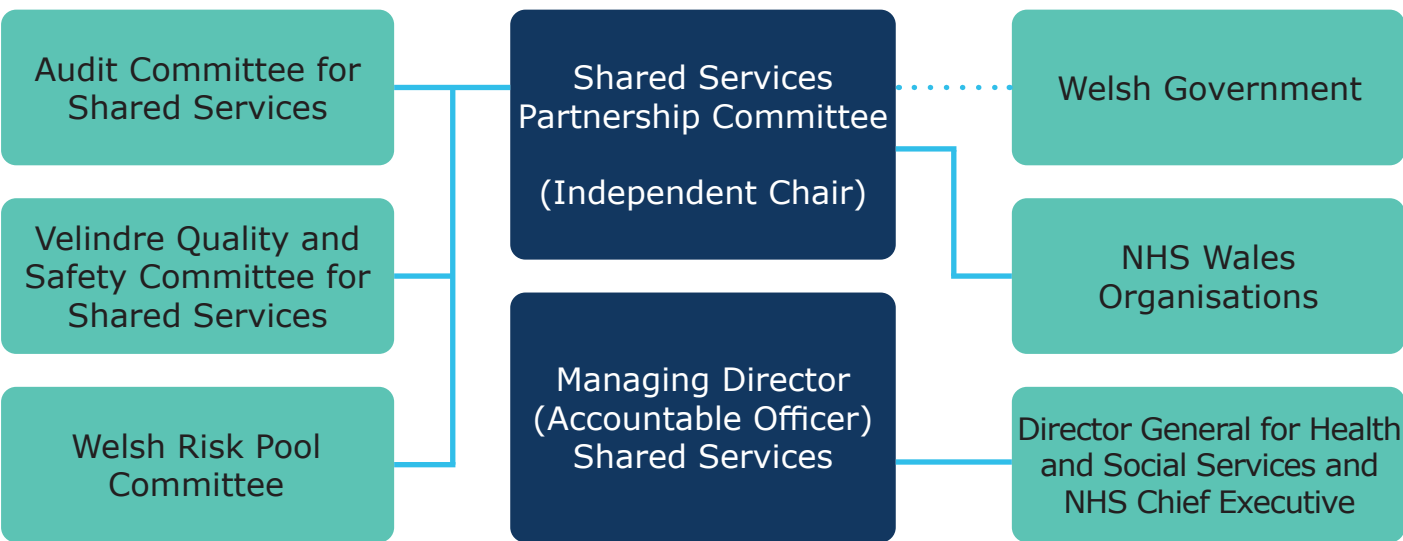 Audit Committee for
Shared Services
Velindre Quality and
Safety Committee for
Shared Services
Welsh Risk Pool
Committee
Shared Services
Partnership Committee
(Independent Chair)
Managing Director
(Accountable Officer)
Shared Services
Welsh Government
NHS Wales
Organisations
Director General for Health
and Social Services and
NHS Chief Executive